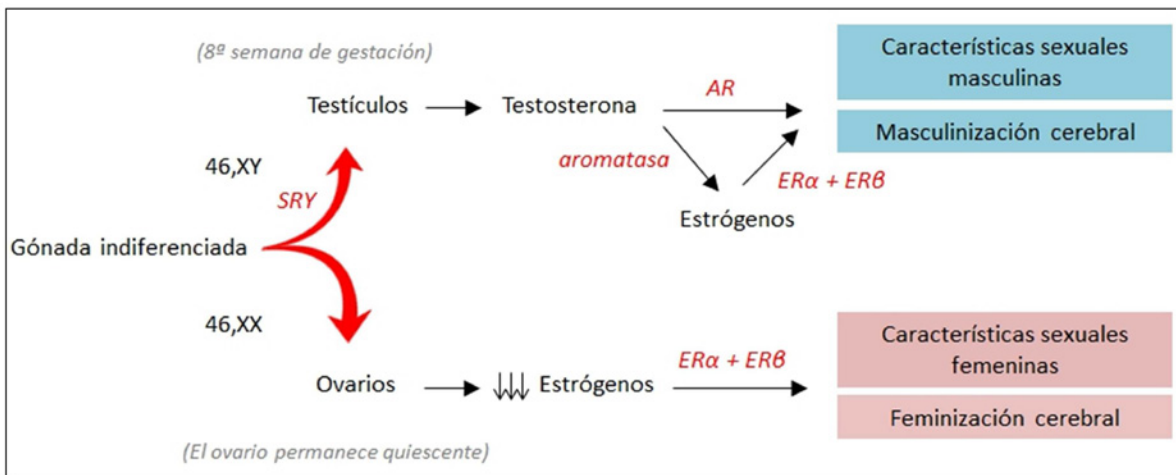 (8ª semana de gestación)
Testículos
Testosterona
AR
Características sexuales
masculinas
Masculinización cerebral
aromatasa
ERα + ERβ
Estrógenos
46,XY
SRY
Gónada indiferenciada
46,XX
Ovarios
↓↓↓ Estrógenos
ERα + ERβ
Características sexuales
femeninas
Feminización cerebral
(El ovario permanece quiescente)